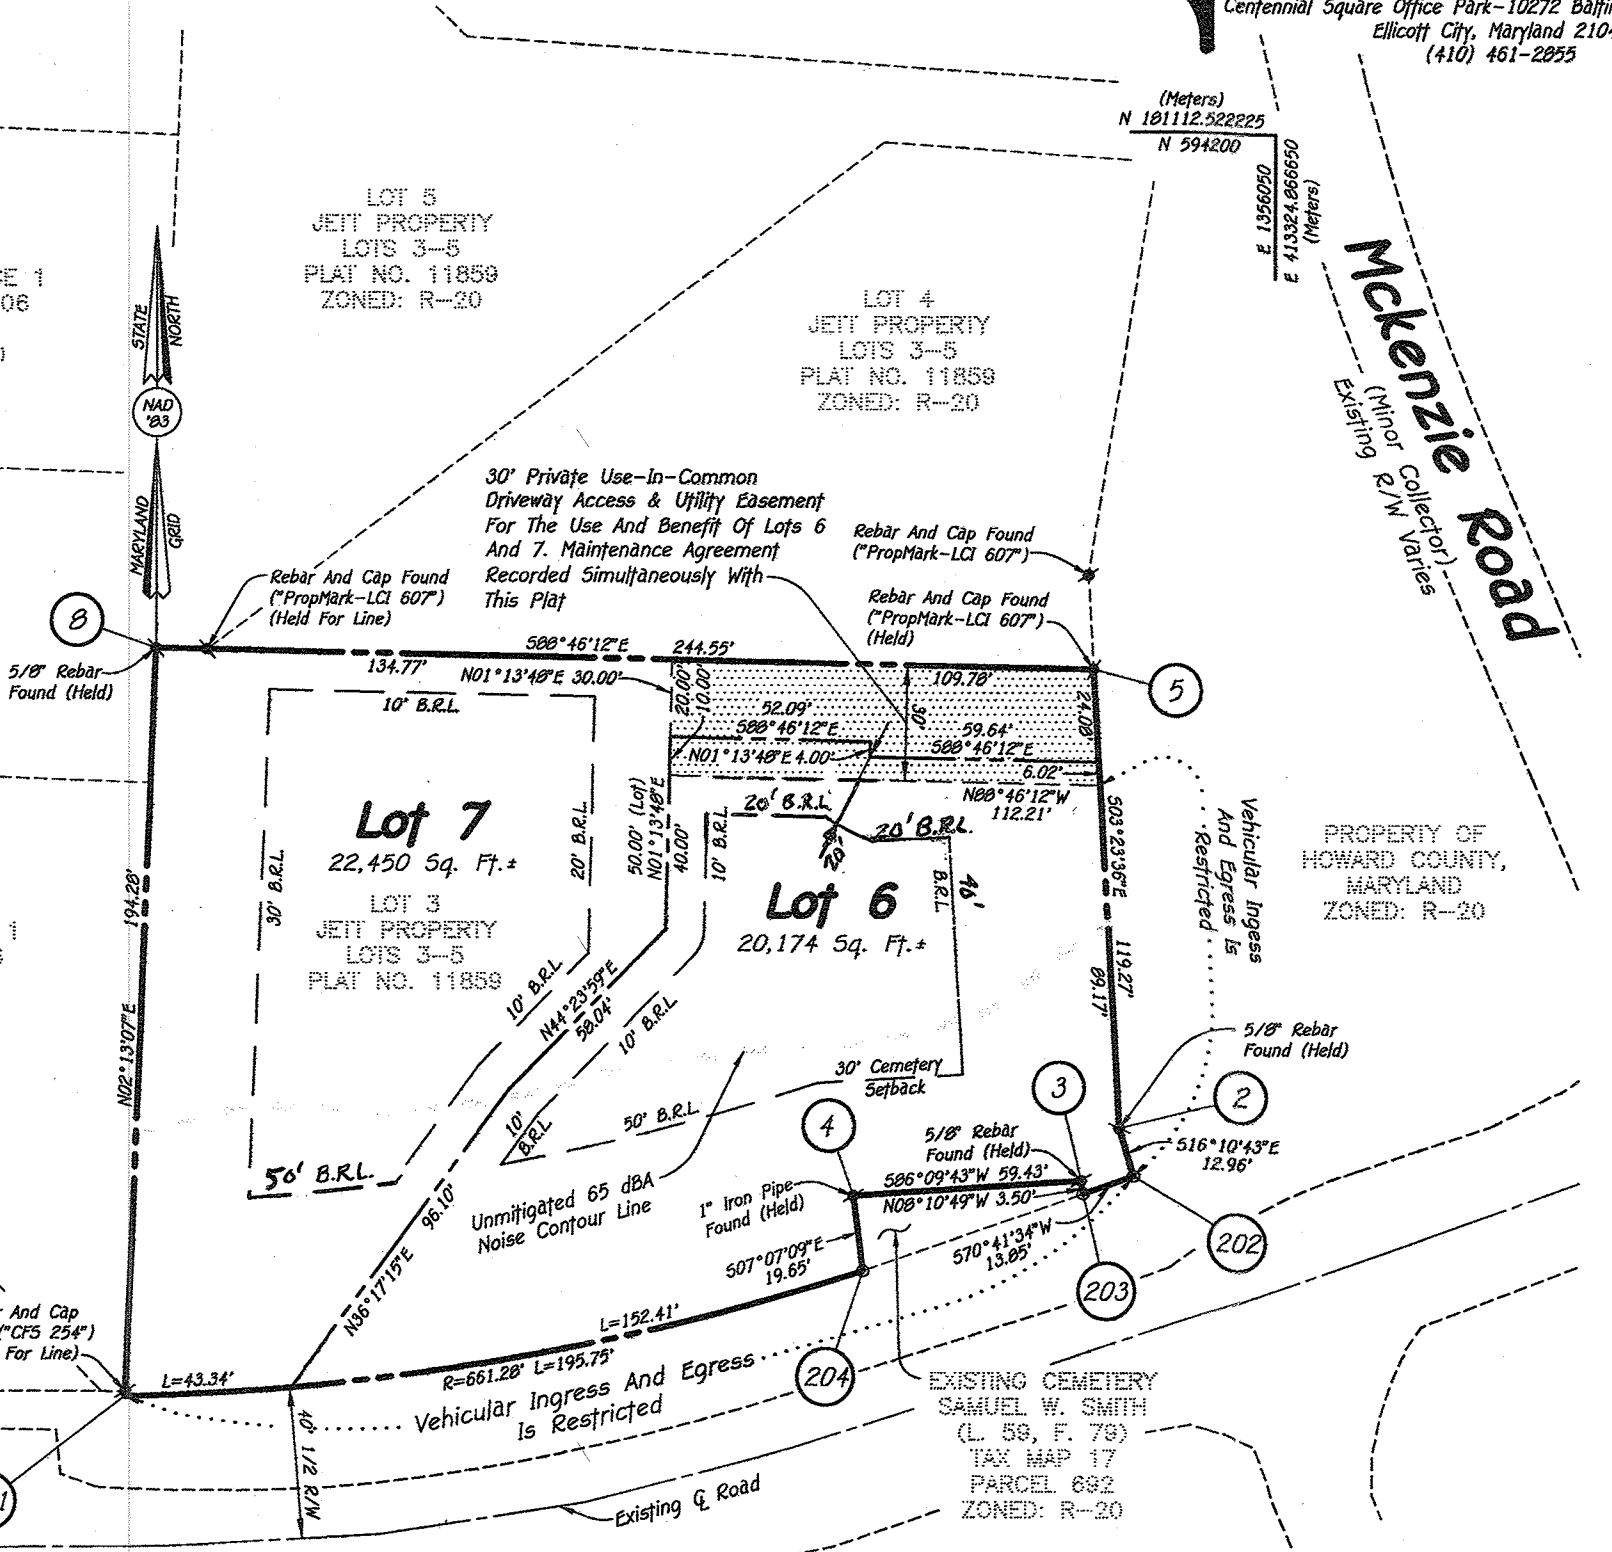 Centennial Square Office Park-10272
Ellicott City, Maryland
(410) 461-2855
(Meters)
N 181112.522225
N 594200
E 1356050
E 413324.866650
(Meters)
Mckenzie Road
(Minor Collector)
Existing R/W Varies
LOT 5
JETT PROPERTY
LOTS 3-5
PLAT NO. 11859
ZONED: R-20
LOT 4
JETT PROPERTY
LOTS 3-5
PLAT NO. 11859
ZONED: R-20
STATE
NORTH
NAD
'83
MARYLAND
GRID
30' Private Use-In-Common
Driveway Access & Utility Easement
For The Use And Benefit Of Lots 6
And 7. Maintenance Agreement
Recorded Simultaneously With
This Plat
Rebar And Cap Found
("PropMark-LCI 607")
Rebar And Cap Found
("PropMark-LCI 607")
(Held)
Rebar And Cap Found
("PropMark-LCI 607")
(Held For Line)
8
5/8" Rebar
Found (Held)
5
S88°46'12"E
244.55'
134.77'
109.78'
N01°13'48"E 30.00'
20.00'
10.00'
24.08'
10' B.R.L.
52.09'
S88°46'12"E
30'
59.64'
S88°46'12"E
N01°13'48"E 4.00'
6.02'
N88°46'12"W
112.21'
20' B.R.L.
20' B.R.L.
20'
Lot 7
22,450 Sq. Ft.±
LOT 3
JETT PROPERTY
LOTS 3-5
PLAT NO. 11859
30' B.R.L.
20' B.R.L.
50.00' (Lot)
N01°13'48"E
40.00'
10' B.R.L.
Lot 6
20,174 Sq. Ft.±
46'
B.R.L.
S03°23'36"E
119.27'
89.17'
Vehicular Ingess
And Egress Is
Restricted
PROPERTY OF
HOWARD COUNTY,
MARYLAND
ZONED: R-20
194.28'
N02°13'07"E
10' B.R.L.
N44°23'59"E
58.04'
10' B.R.L.
30' Cemetery
Setback
5/8" Rebar
Found (Held)
3
2
4
50' B.R.L.
10'
B.R.L.
50' B.R.L.
5/8" Rebar
Found (Held)
S16°10'43"E
12.96'
S86°09'43"W 59.43'
N08°10'49"W 3.50'
1" Iron Pipe
Found (Held)
Unmitigated 65 dBA
Noise Contour Line
96.10'
N36°17'15"E
S07°07'09"E
19.65'
S70°41'34"W
13.85'
202
203
204
And Cap
("CFS 254")
For Line)
L=43.34'
L=152.41'
R=661.28' L=195.75'
Vehicular Ingress And Egress
Is Restricted
40' 1/2 R/W
1
Existing ℄ Road
EXISTING CEMETERY
SAMUEL W. SMITH
(L. 59, F. 79)
TAX MAP 17
PARCEL 692
ZONED: R-20